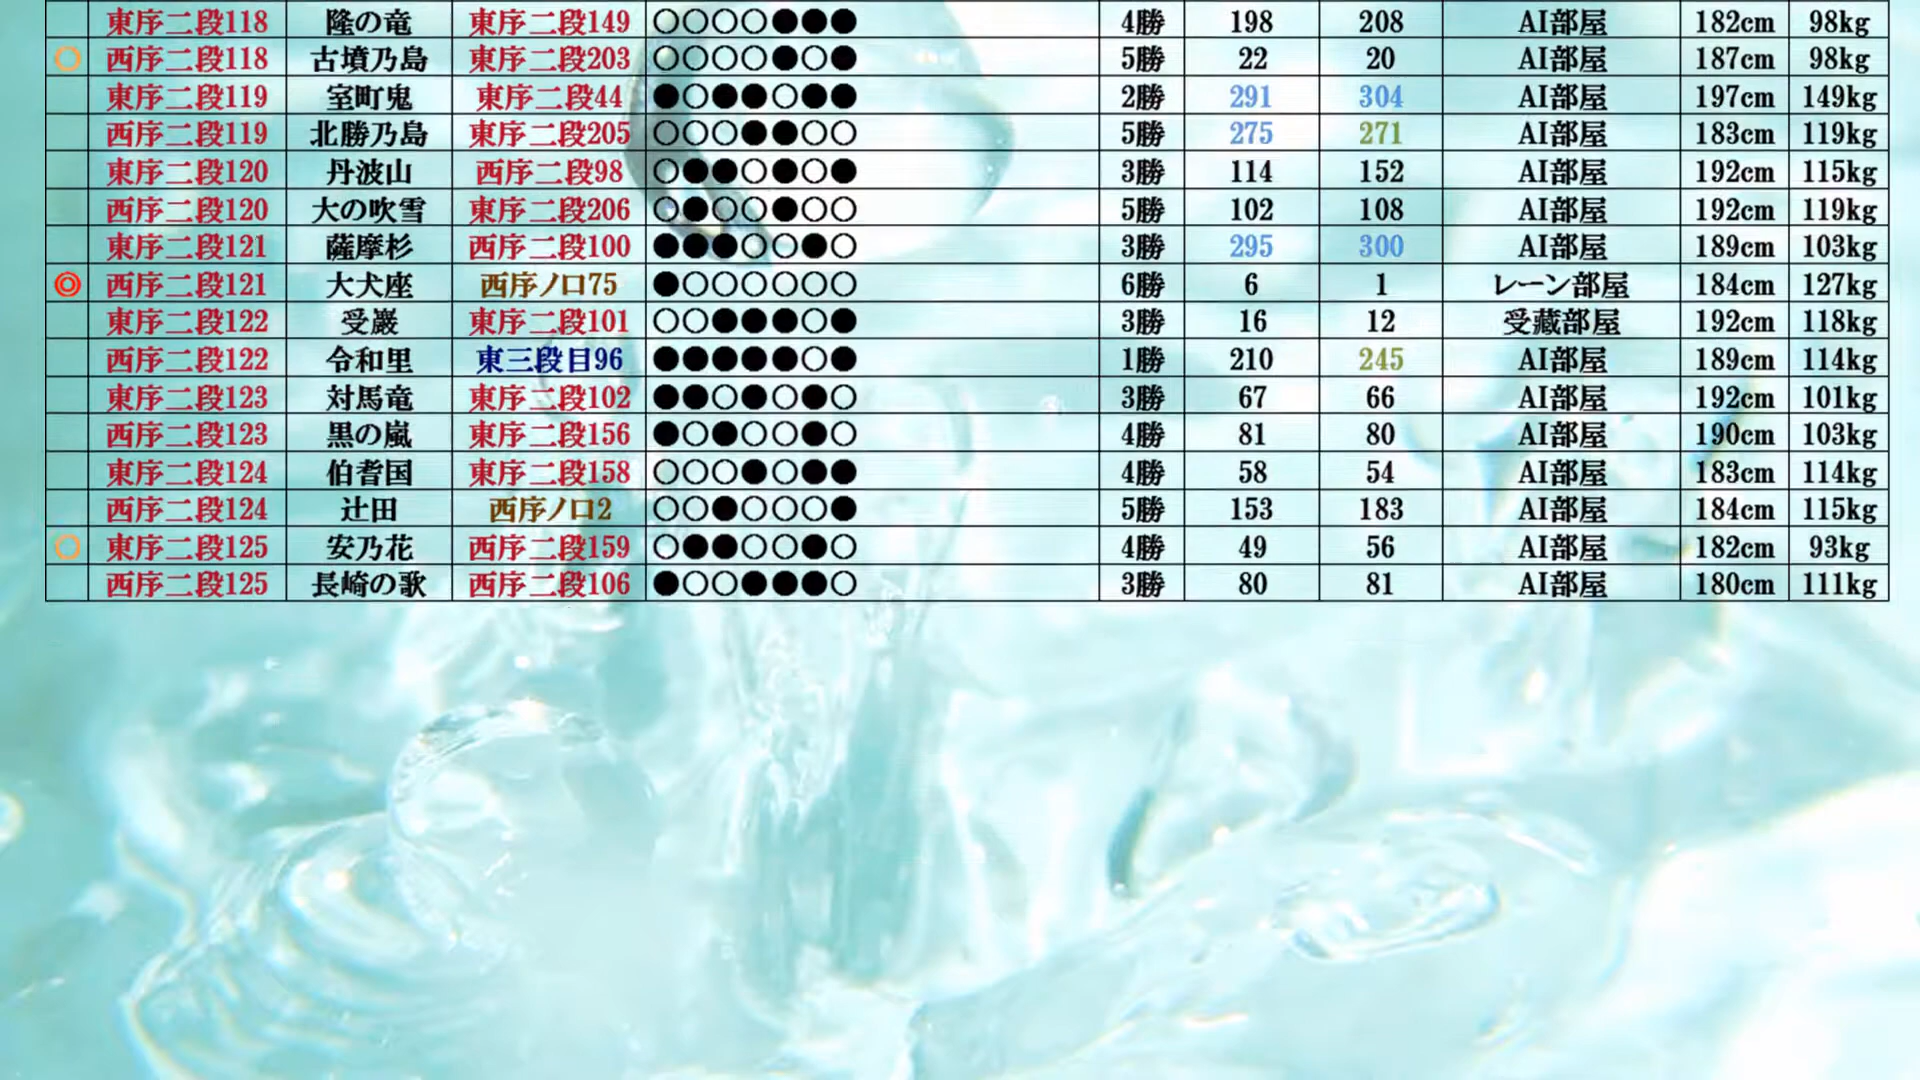 東序二段118 隆の竜 東序二段149 ○○○○●●● 4勝 198 208 AI部屋 182cm 98kg
○ 西序二段118 古墳乃島 東序二段203 ○○○○●○● 5勝 22 20 AI部屋 187cm 98kg
東序二段119 室町鬼 東序二段44 ●○●●○●● 2勝 291 304 AI部屋 197cm 149kg
西序二段119 北勝乃島 東序二段205 ○○○●●○○ 5勝 275 271 AI部屋 183cm 119kg
東序二段120 丹波山 西序二段98 ○●●○●○● 3勝 114 152 AI部屋 192cm 115kg
西序二段120 大の吹雪 東序二段206 ○●○○●○○ 5勝 102 108 AI部屋 192cm 119kg
東序二段121 薩摩杉 西序二段100 ●●●○○●○ 3勝 295 300 AI部屋 189cm 103kg
◎ 西序二段121 大犬座 西序ノ口75 ●○○○○○○ 6勝 6 1 レーン部屋 184cm 127kg
東序二段122 受巖 東序二段101 ○○●●●○● 3勝 16 12 受藏部屋 192cm 118kg
西序二段122 令和里 東三段目96 ●●●●●○● 1勝 210 245 AI部屋 189cm 114kg
東序二段123 対馬竜 東序二段102 ●●○●○●○ 3勝 67 66 AI部屋 192cm 101kg
西序二段123 黒の嵐 東序二段156 ●○●○○●○ 4勝 81 80 AI部屋 190cm 103kg
東序二段124 伯耆国 東序二段158 ○○○●○●● 4勝 58 54 AI部屋 183cm 114kg
西序二段124 辻田 西序ノ口2 ○○●○○○● 5勝 153 183 AI部屋 184cm 115kg
○ 東序二段125 安乃花 西序二段159 ○●●○○●○ 4勝 49 56 AI部屋 182cm 93kg
西序二段125 長崎の歌 西序二段106 ●○○●●●○ 3勝 80 81 AI部屋 180cm 111kg